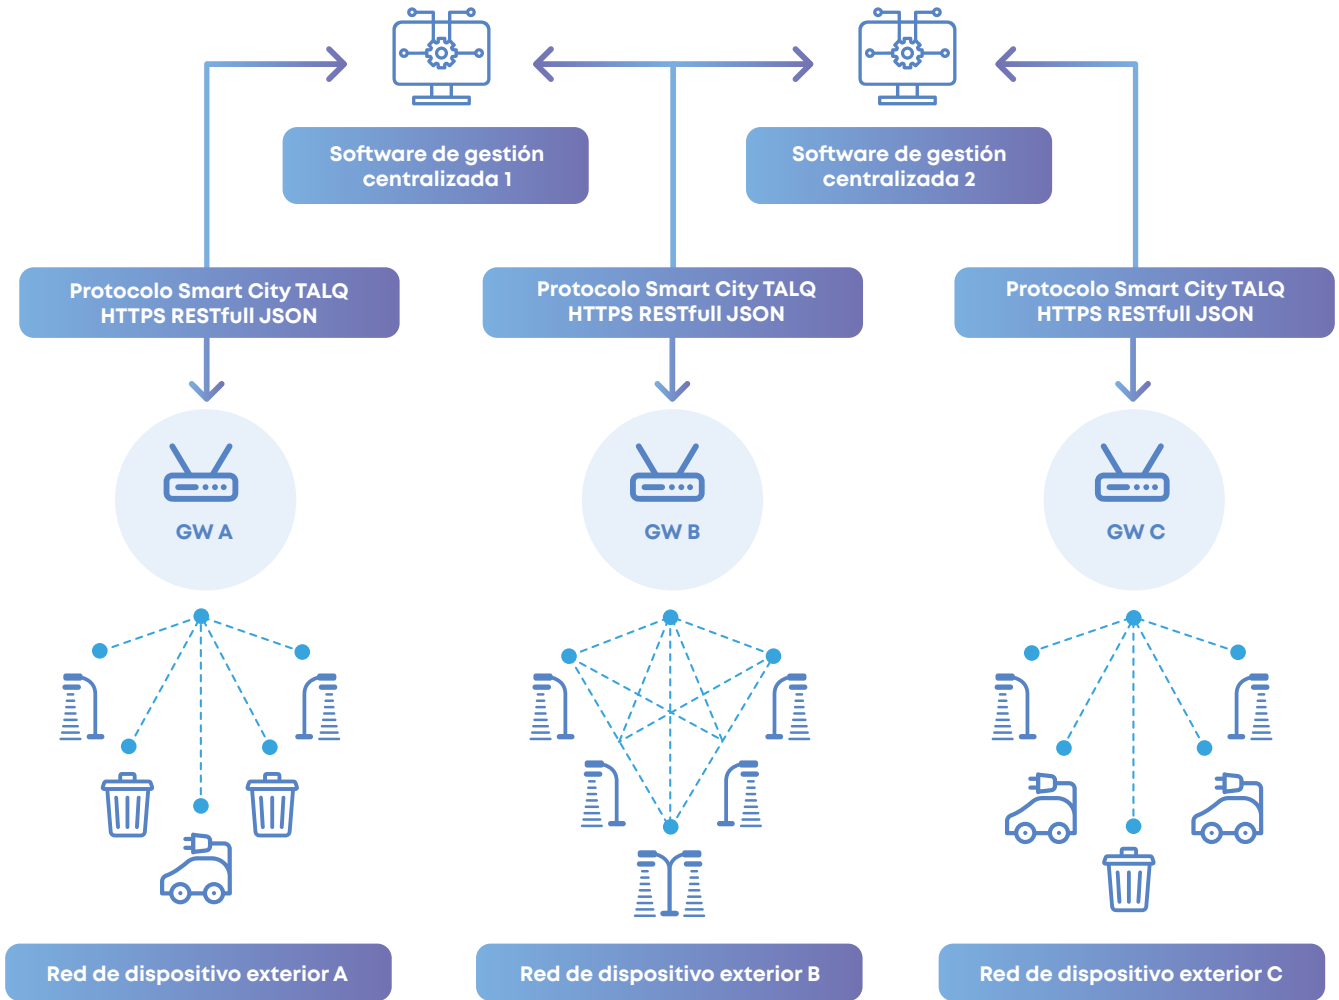 Software de gestión
centralizada 1
Software de gestión
centralizada 2
Protocolo Smart City TALQ
HTTPS RESTfull JSON
Protocolo Smart City TALQ
HTTPS RESTfull JSON
Protocolo Smart City TALQ
HTTPS RESTfull JSON
GW A
GW B
GW C
Red de dispositivo exterior A
Red de dispositivo exterior B
Red de dispositivo exterior C